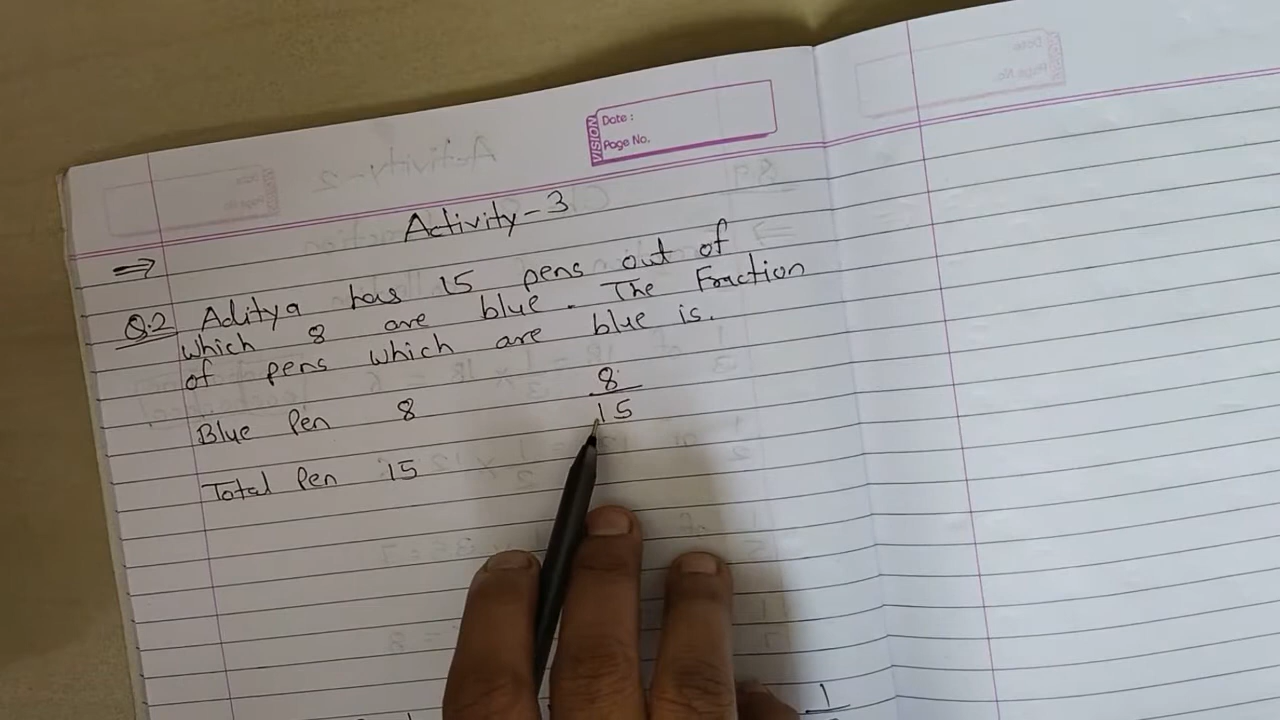 VISION
Date :
Page No.
Activity-3
⇒
Q.2 Aditya has 15 pens out of
which 8 are blue. The Fraction
of pens which are blue is.
Blue Pen 8
8
15
Total Pen 15
1